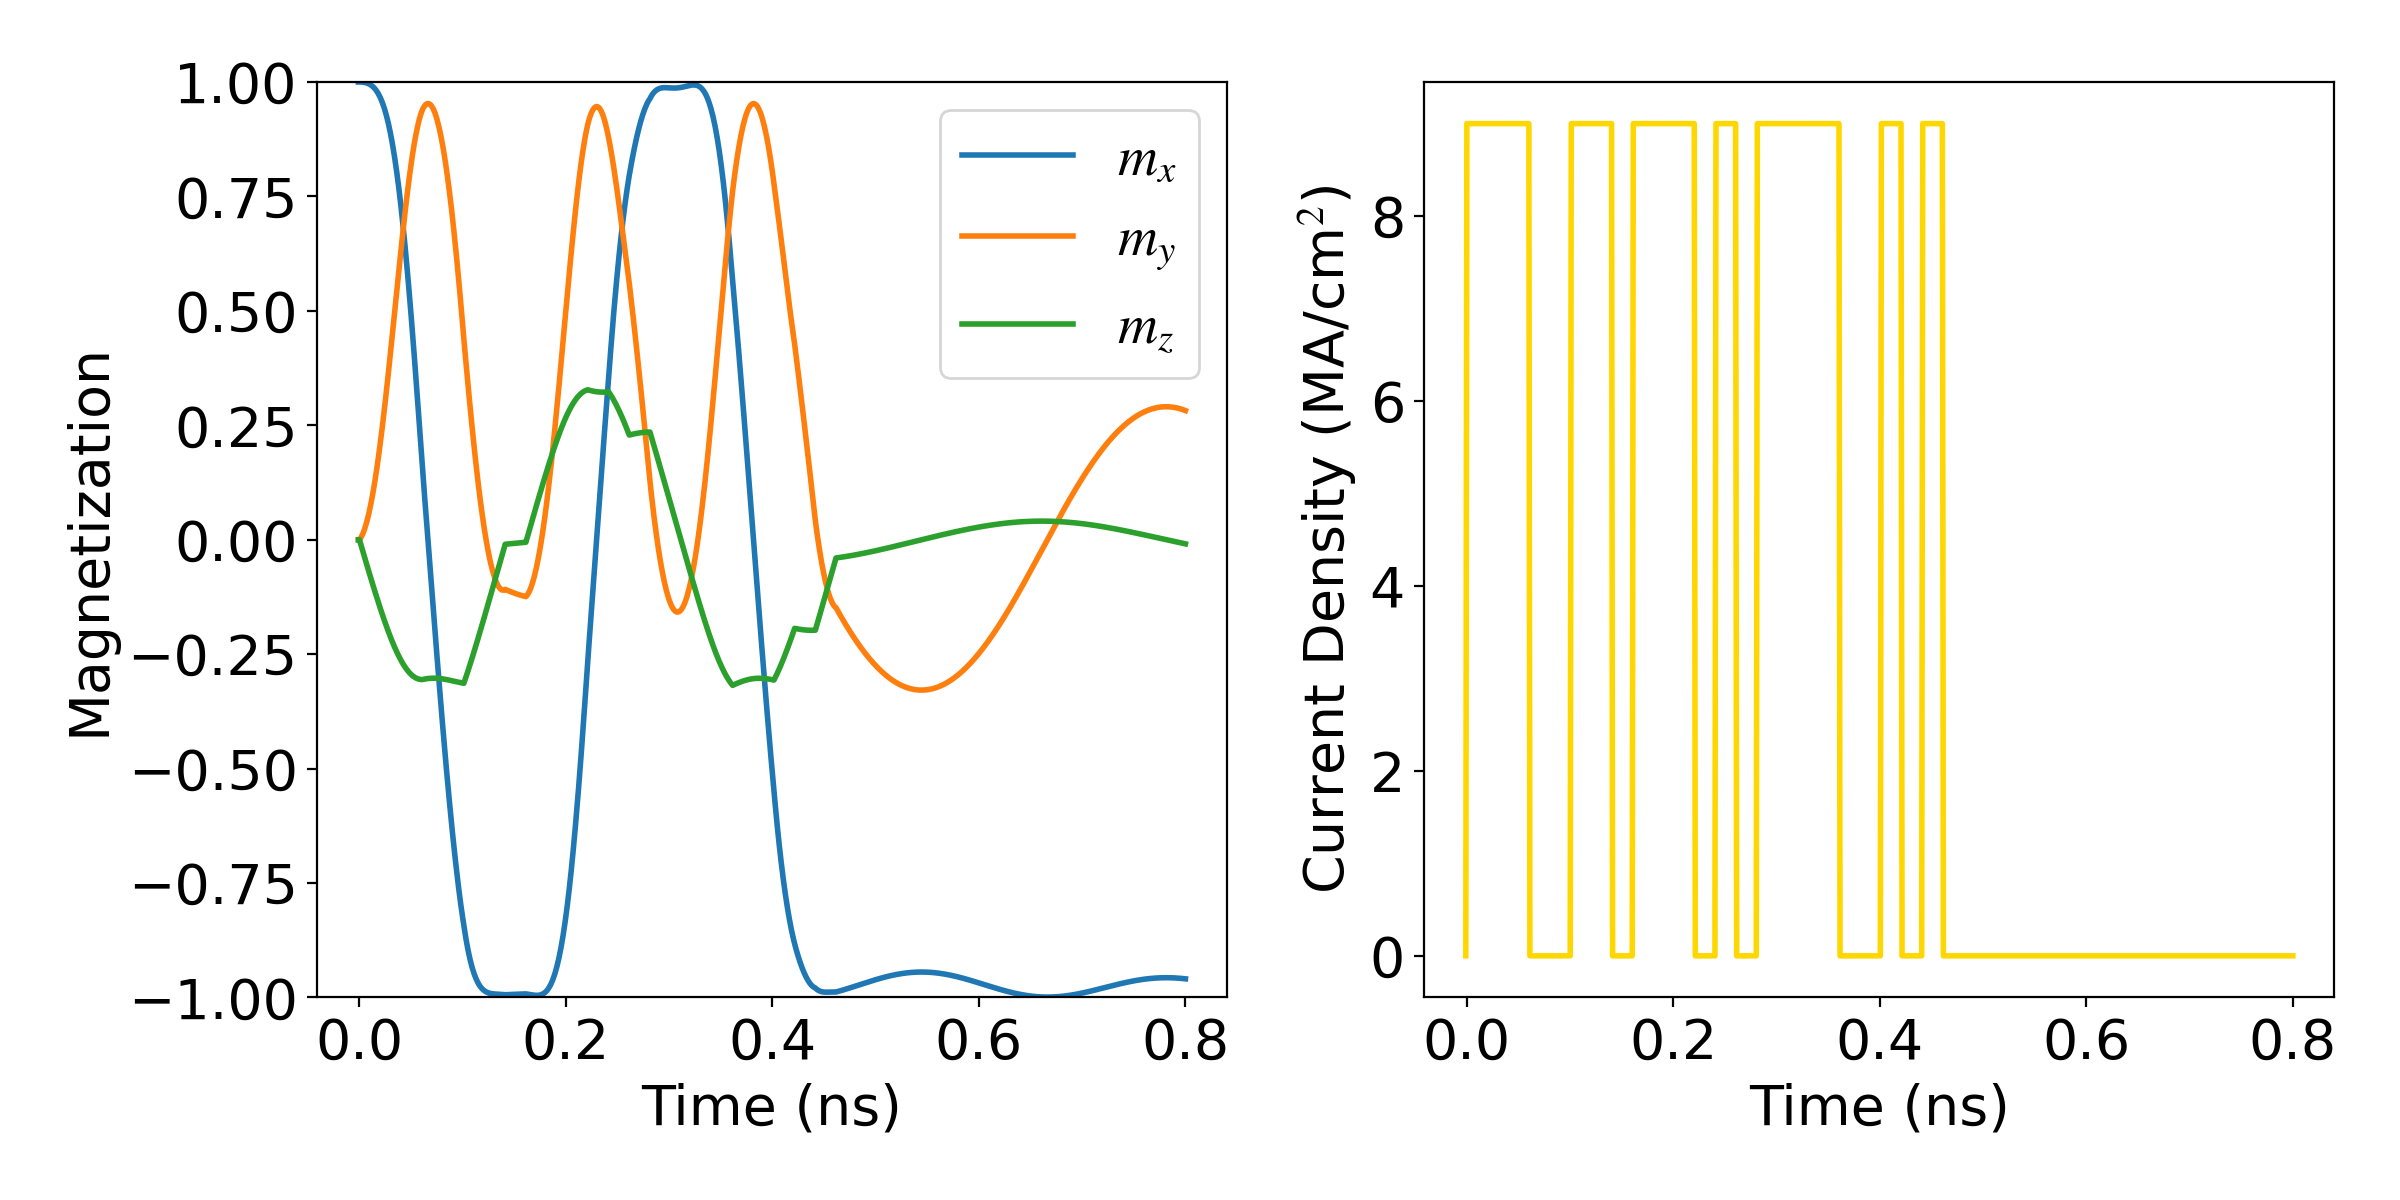 1.00
0.75
0.50
0.25
0.00
−0.25
−0.50
−0.75
−1.00
Magnetization
0.0 0.2 0.4 0.6 0.8
Time (ns)
mₓ
m_y
m_z
8
6
4
2
0
Current Density (MA/cm²)
0.0 0.2 0.4 0.6 0.8
Time (ns)